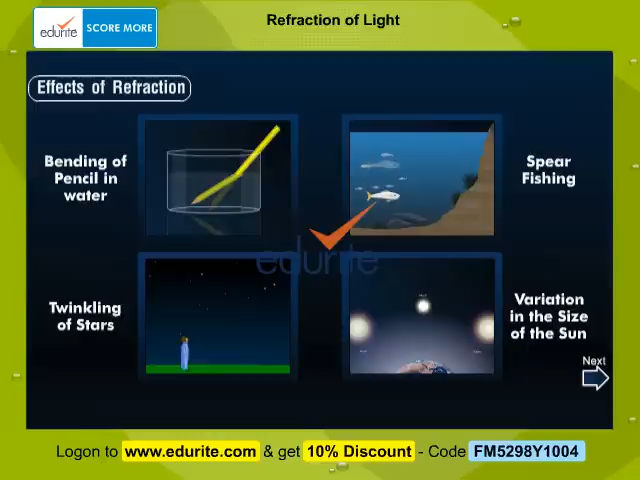 Refraction of Light
edurite SCORE MORE
Effects of Refraction
Bending of
Pencil in
water
Spear
Fishing
edurite
Twinkling
of Stars
Variation
in the Size
of the Sun
Next
Logon to www.edurite.com & get 10% Discount - Code FM5298Y1004